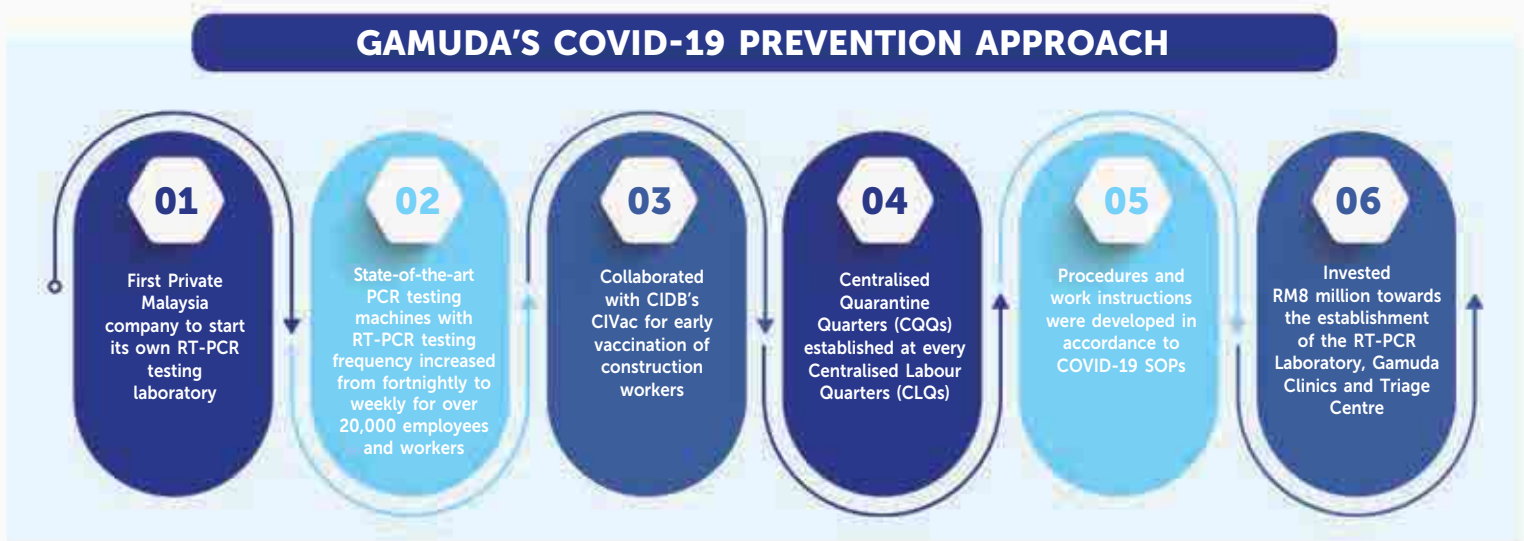 GAMUDA'S COVID-19 PREVENTION APPROACH
01
First Private
Malaysia
company to start
its own RT-PCR
testing
laboratory
02
State-of-the-art
PCR testing
machines with
RT-PCR testing
frequency increased
from fortnightly to
weekly for over
20,000 employees
and workers
03
Collaborated
with CIDB's
CIVac for early
vaccination of
construction
workers
04
Centralised
Quarantine
Quarters (CQQs)
established at every
Centralised Labour
Quarters (CLQs)
05
Procedures and
work instructions
were developed in
accordance to
COVID-19 SOPs
06
Invested
RM8 million towards
the establishment
of the RT-PCR
Laboratory, Gamuda
Clinics and Triage
Centre